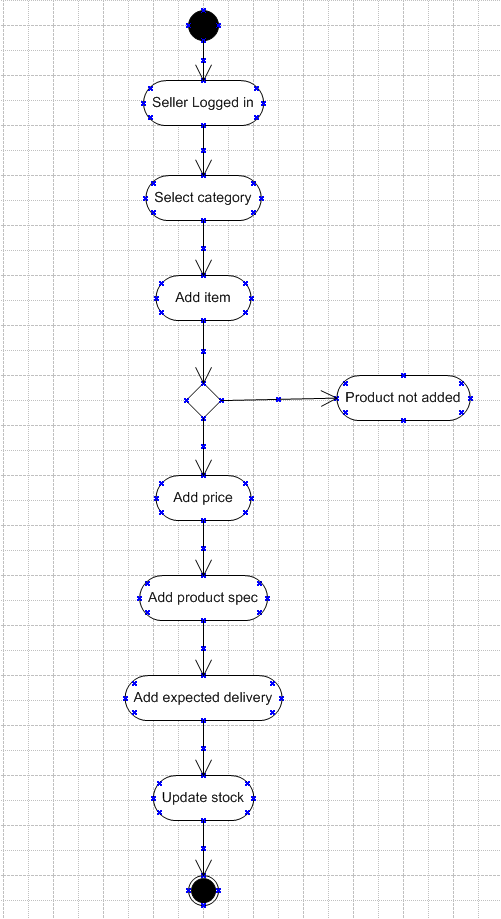 Seller Logged in
Select category
Add item
Product not added
Add price
Add product spec
Add expected delivery
Update stock